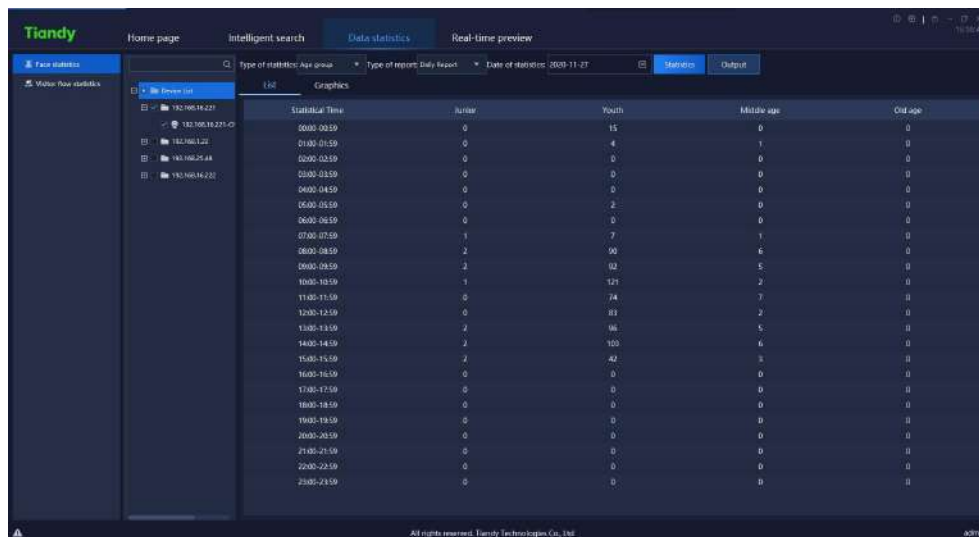 Tiandy
Home page Intelligent search Data statistics Real-time preview
Face statistics
Visitor flow statistics
Type of statistics: Age group Type of report: Daily Report Date of statistics: 2020-11-27 Statistics Output
List Graphics
Device List
192.168.16.221
192.168.16.221-Ch
192.168.1.22
192.168.25.48
192.168.16.222
Statistical Time Junior Youth Middle age Old age
00:00-00:59 0 15 0 0
01:00-01:59 0 4 1 0
02:00-02:59 0 0 0 0
03:00-03:59 0 0 0 0
04:00-04:59 0 0 0 0
05:00-05:59 0 2 0 0
06:00-06:59 0 0 0 0
07:00-07:59 1 7 1 0
08:00-08:59 2 90 6 0
09:00-09:59 2 92 5 0
10:00-10:59 1 121 2 0
11:00-11:59 0 74 7 0
12:00-12:59 0 83 2 0
13:00-13:59 2 96 5 0
14:00-14:59 2 103 6 0
15:00-15:59 2 42 3 0
16:00-16:59 0 0 0 0
17:00-17:59 0 0 0 0
18:00-18:59 0 0 0 0
19:00-19:59 0 0 0 0
20:00-20:59 0 0 0 0
21:00-21:59 0 0 0 0
22:00-22:59 0 0 0 0
23:00-23:59 0 0 0 0
All rights reserved. Tiandy Technologies Co., Ltd.